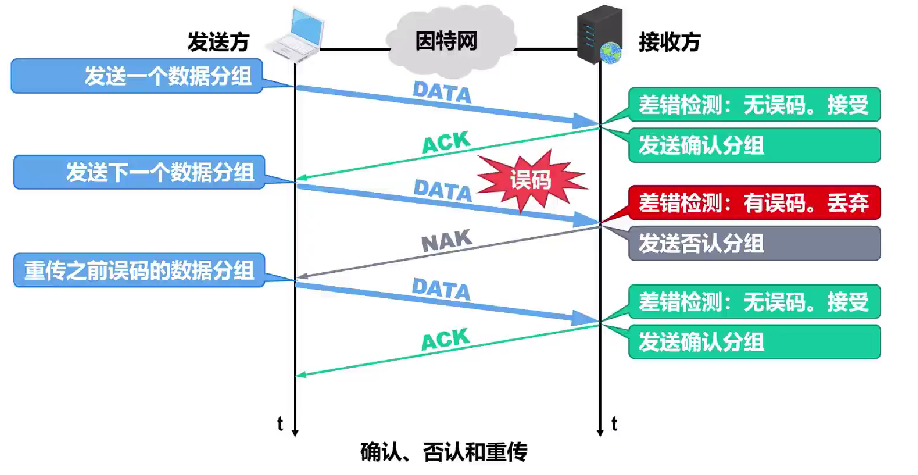 发送方
因特网
接收方
发送一个数据分组
DATA
差错检测：无误码。接受
ACK
发送确认分组
发送下一个数据分组
DATA
误码
差错检测：有误码。丢弃
NAK
发送否认分组
重传之前误码的数据分组
DATA
差错检测：无误码。接受
ACK
发送确认分组
t
t
确认、否认和重传